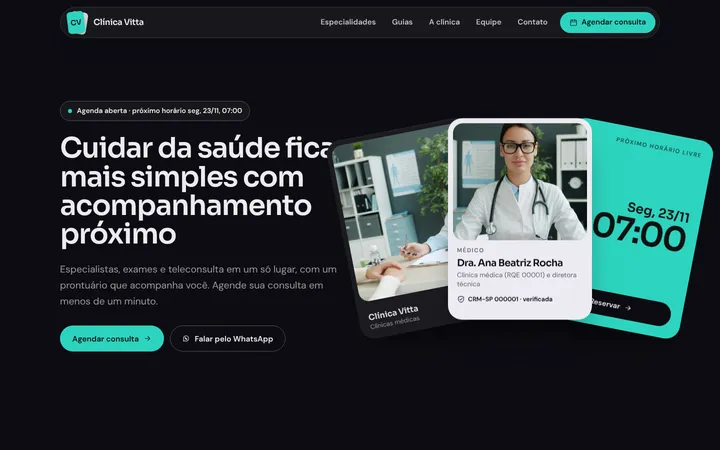 CV
Clínica Vitta
Especialidades
Guias
A clínica
Equipe
Contato
Agendar consulta
Agenda aberta · próximo horário seg, 23/11, 07:00
Cuidar da saúde fica
mais simples com
acompanhamento
próximo
Especialistas, exames e teleconsulta em um só lugar, com um
prontuário que acompanha você. Agende sua consulta em
menos de um minuto.
Agendar consulta →
Falar pelo WhatsApp
Clínica Vitta
Clínicas médicas
MÉDICO
Dra. Ana Beatriz Rocha
Clínica médica (RQE 00001) e diretora
técnica
CRM-SP 000001 · verificada
PRÓXIMO HORÁRIO LIVRE
Seg, 23/11
07:00
Reservar →